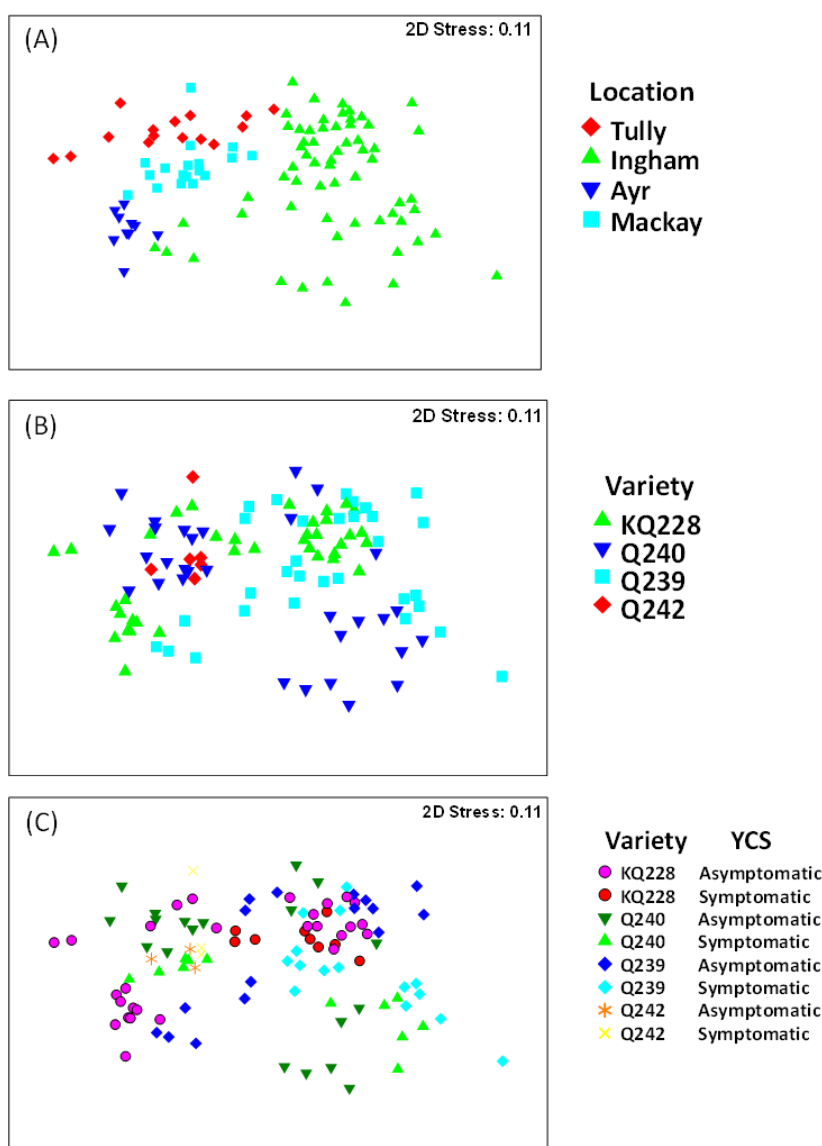 (A)
2D Stress: 0.11
Location
Tully
Ingham
Ayr
Mackay
(B)
2D Stress: 0.11
Variety
KQ228
Q240
Q239
Q242
(C)
2D Stress: 0.11
Variety YCS
KQ228 Asymptomatic
KQ228 Symptomatic
Q240 Asymptomatic
Q240 Symptomatic
Q239 Asymptomatic
Q239 Symptomatic
Q242 Asymptomatic
Q242 Symptomatic